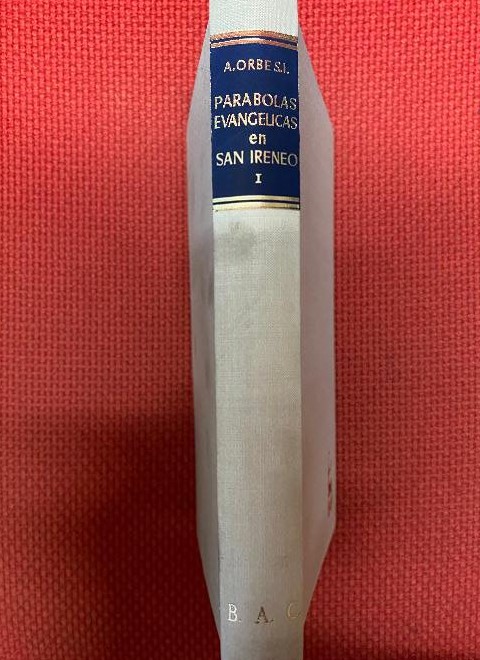 A. ORBE S.I.
PARABOLAS
EVANGELICAS
en
SAN IRENEO
I
B. A. C